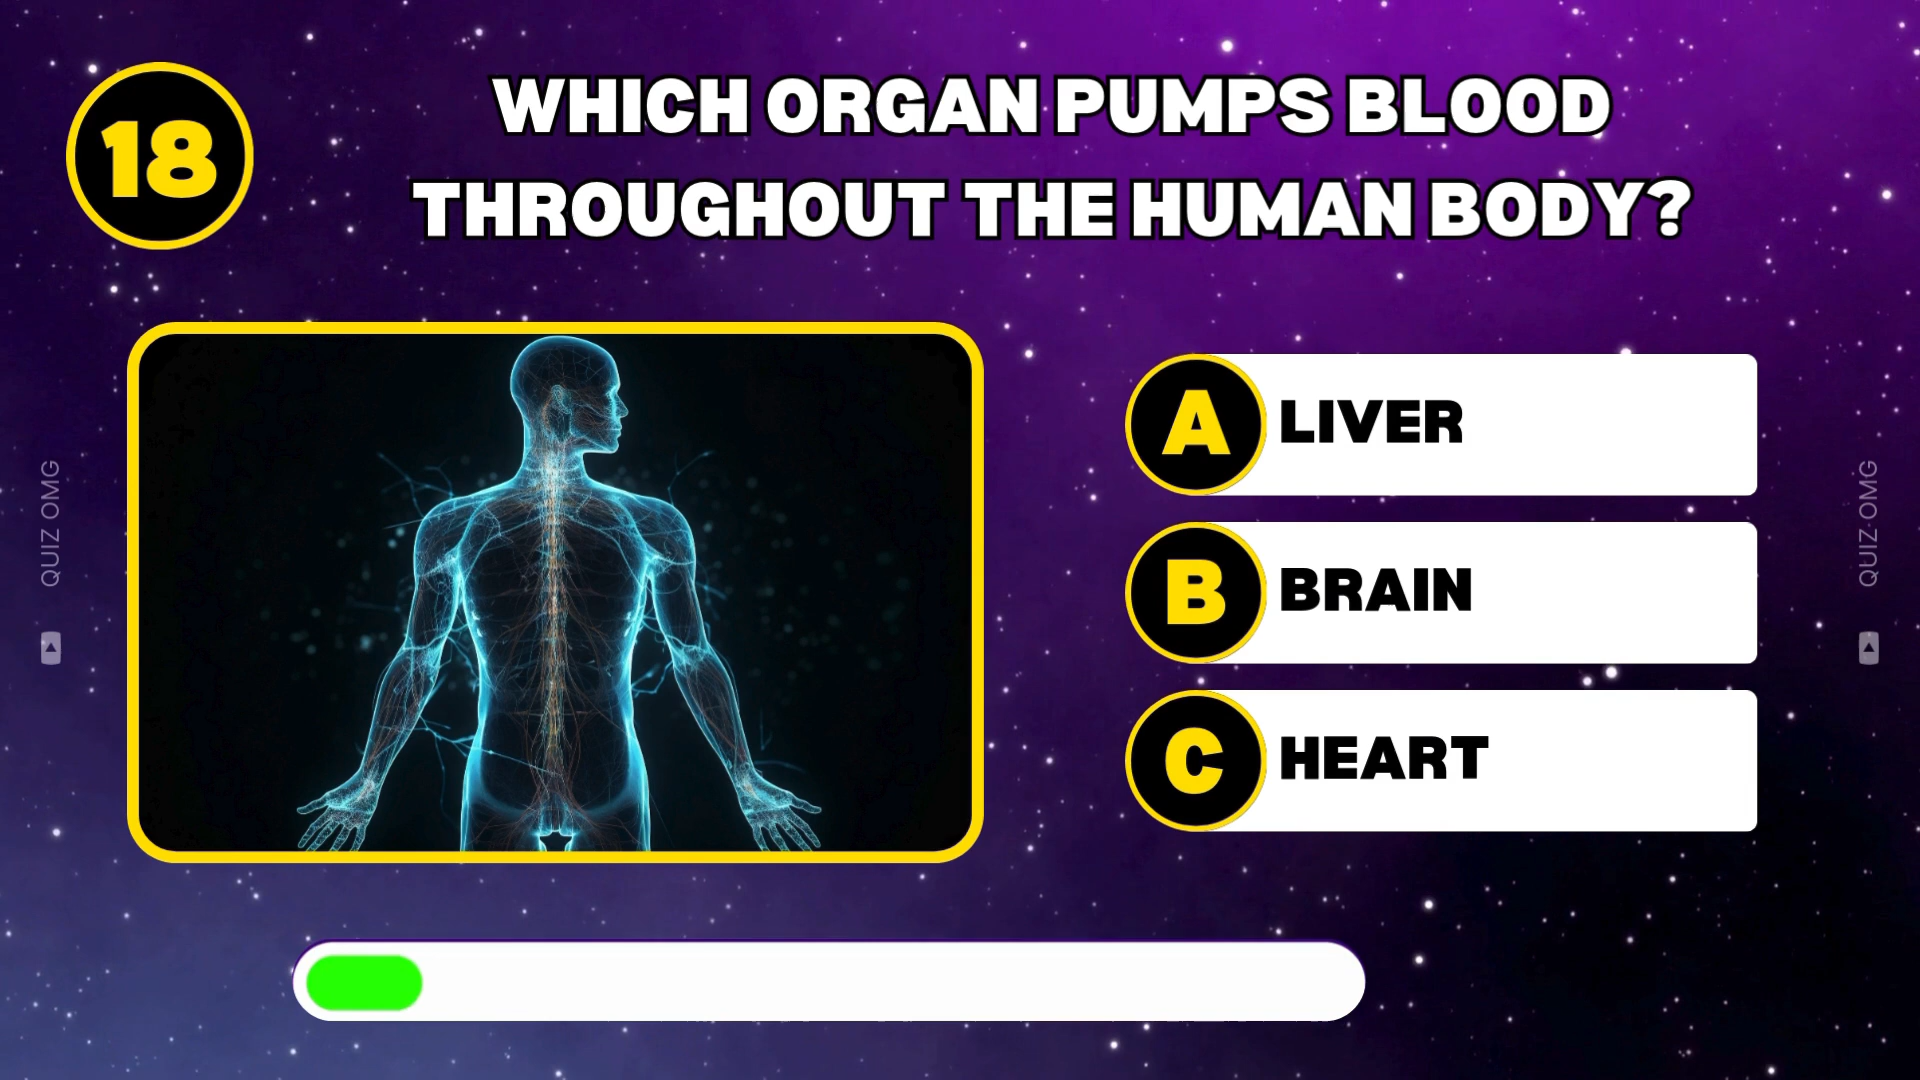 18
WHICH ORGAN PUMPS BLOOD
THROUGHOUT THE HUMAN BODY?
A LIVER
B BRAIN
C HEART
QUIZ OMG
QUIZ OMG